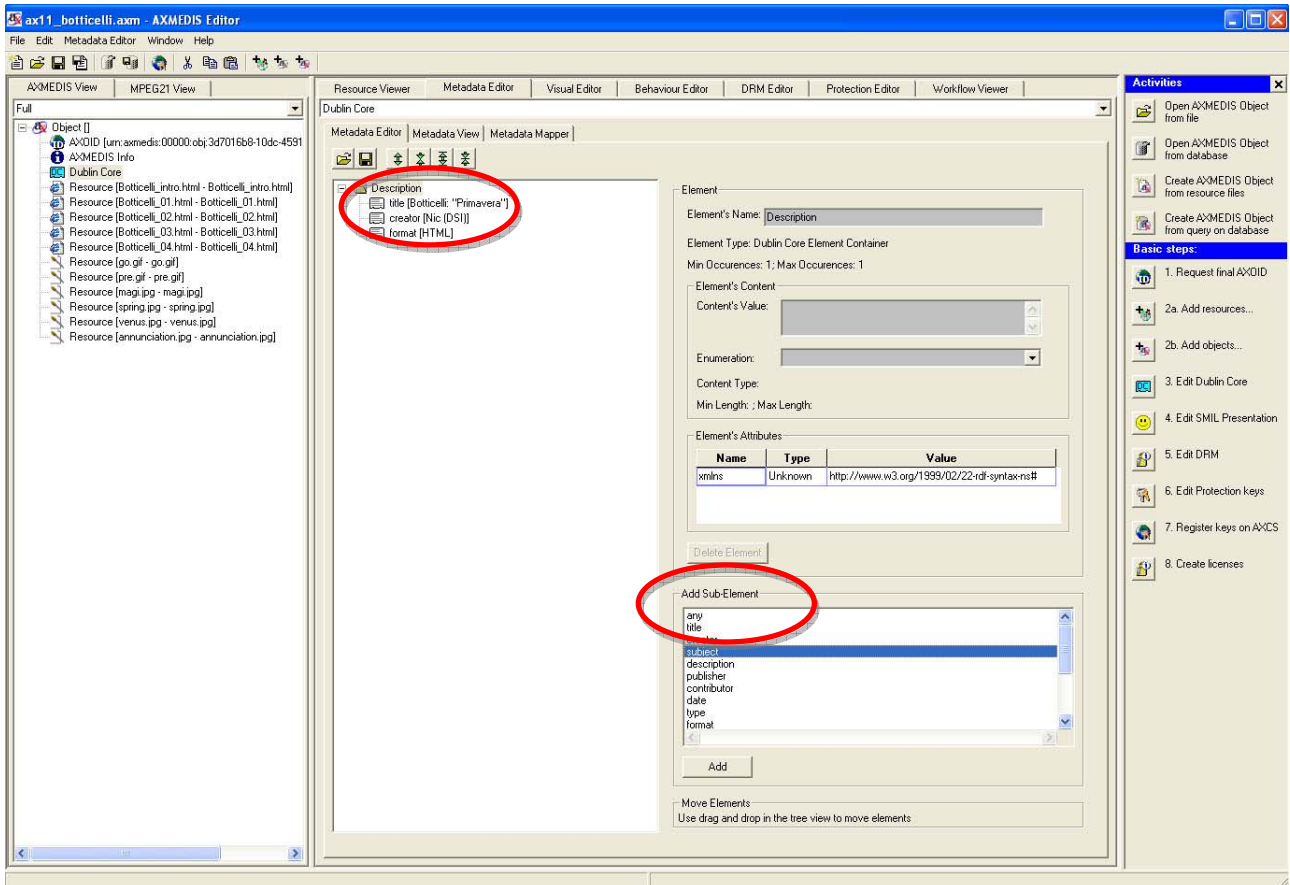 ax11_botticelli.axm - AXMEDIS Editor
File Edit Metadata Editor Window Help
AXMEDIS View MPEG21 View
Full
Object []
AXOID [urn:axmedis:00000:obj:3d7016b8-10dc-4591
AXMEDIS Info
Dublin Core
Resource [Botticelli_intro.html - Botticelli_intro.html]
Resource [Botticelli_01.html - Botticelli_01.html]
Resource [Botticelli_02.html - Botticelli_02.html]
Resource [Botticelli_03.html - Botticelli_03.html]
Resource [Botticelli_04.html - Botticelli_04.html]
Resource [go.gif - go.gif]
Resource [pre.gif - pre.gif]
Resource [magi.jpg - magi.jpg]
Resource [spring.jpg - spring.jpg]
Resource [venus.jpg - venus.jpg]
Resource [annunciation.jpg - annunciation.jpg]
Resource Viewer Metadata Editor Visual Editor Behaviour Editor DRM Editor Protection Editor Workflow Viewer
Dublin Core
Metadata Editor Metadata View Metadata Mapper
Description
title [Botticelli: "Primavera"]
creator [Nic (DSI)]
format [HTML]
Element
Element's Name: Description
Element Type: Dublin Core Element Container
Min Occurences: 1; Max Occurences: 1
Element's Content
Content's Value:
Enumeration:
Content Type:
Min Length: ; Max Length:
Element's Attributes
Name Type Value
xmlns Unknown http://www.w3.org/1999/02/22-rdf-syntax-ns#
Delete Element
Add Sub-Element
any
title
creator
subject
description
publisher
contributor
date
type
format
Add
Move Elements
Use drag and drop in the tree view to move elements
Activities
Open AXMEDIS Object
from file
Open AXMEDIS Object
from database
Create AXMEDIS Object
from resource files
Create AXMEDIS Object
from query on database
Basic steps:
1. Request final AXOID
2a. Add resources...
2b. Add objects...
3. Edit Dublin Core
4. Edit SMIL Presentation
5. Edit DRM
6. Edit Protection keys
7. Register keys on AXCS
8. Create licenses